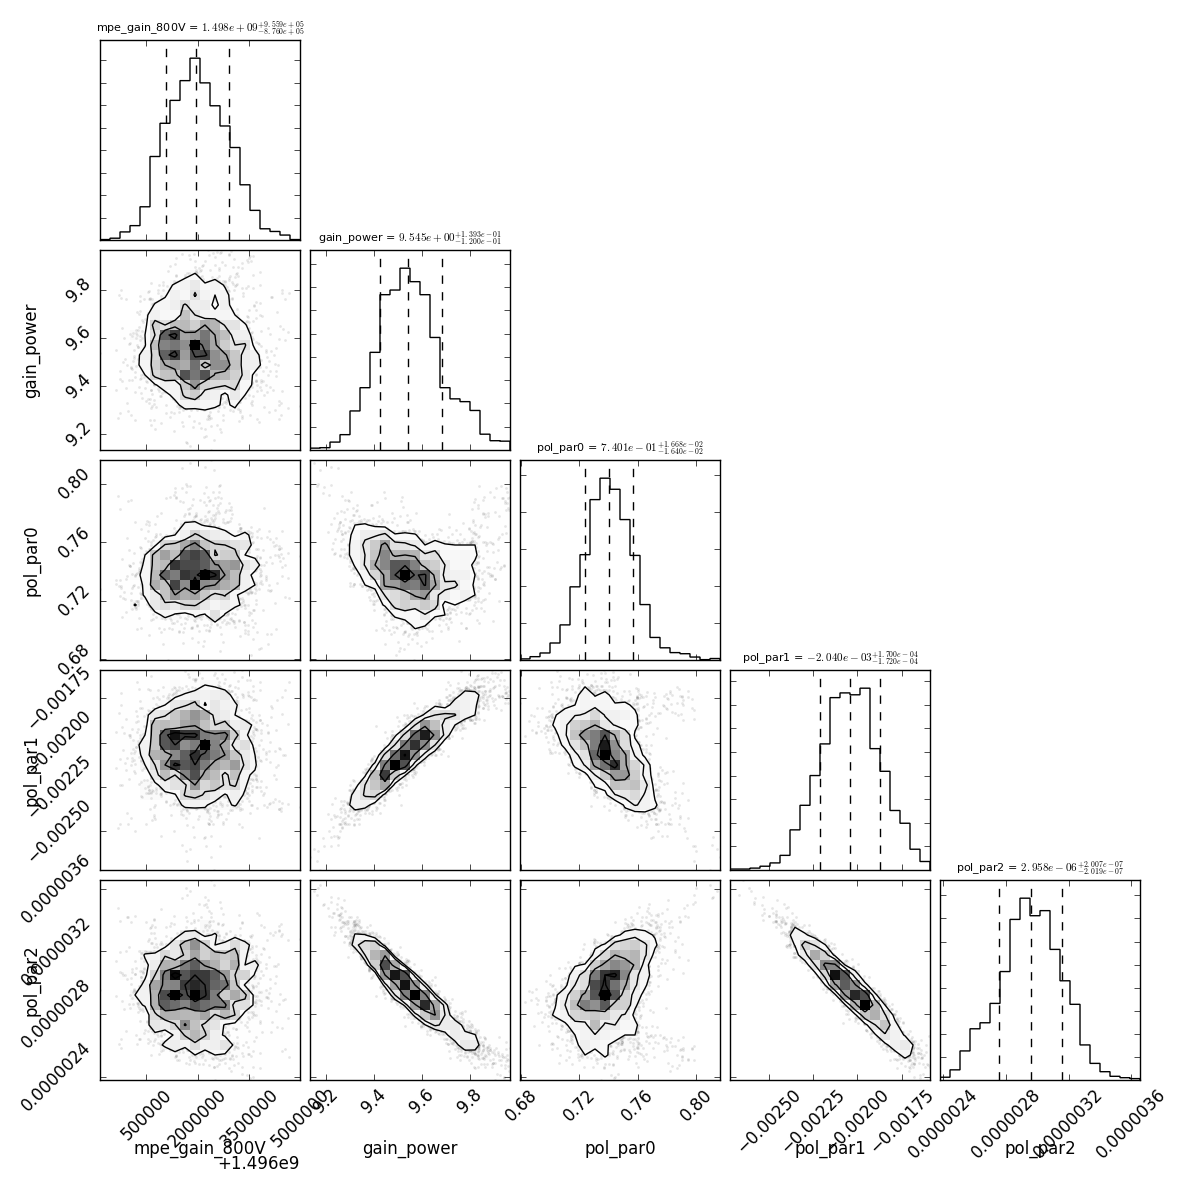 mpe_gain_800V = 1.498e+09 +9.559e+05 −8.760e+05
gain_power = 9.545e+00 +1.393e−01 −1.200e−01
gain_power
9.8
9.6
9.4
9.2
pol_par0 = 7.401e−01 +1.668e−02 −1.640e−02
pol_par0
0.80
0.76
0.72
0.68
pol_par1 = −2.040e−03 +1.700e−04 −1.720e−04
pol_par1
−0.00175
−0.00200
−0.00225
−0.00250
pol_par2 = 2.958e−06 +2.007e−07 −2.019e−07
pol_par2
0.0000036
0.0000032
0.0000028
0.0000024
500000 2000000 3500000 5000000
mpe_gain_800V
+1.496e9
9.2 9.4 9.6 9.8
gain_power
0.68 0.72 0.76 0.80
pol_par0
−0.00250 −0.00225 −0.00200 −0.00175
pol_par1
0.0000024 0.0000028 0.0000032 0.0000036
pol_par2